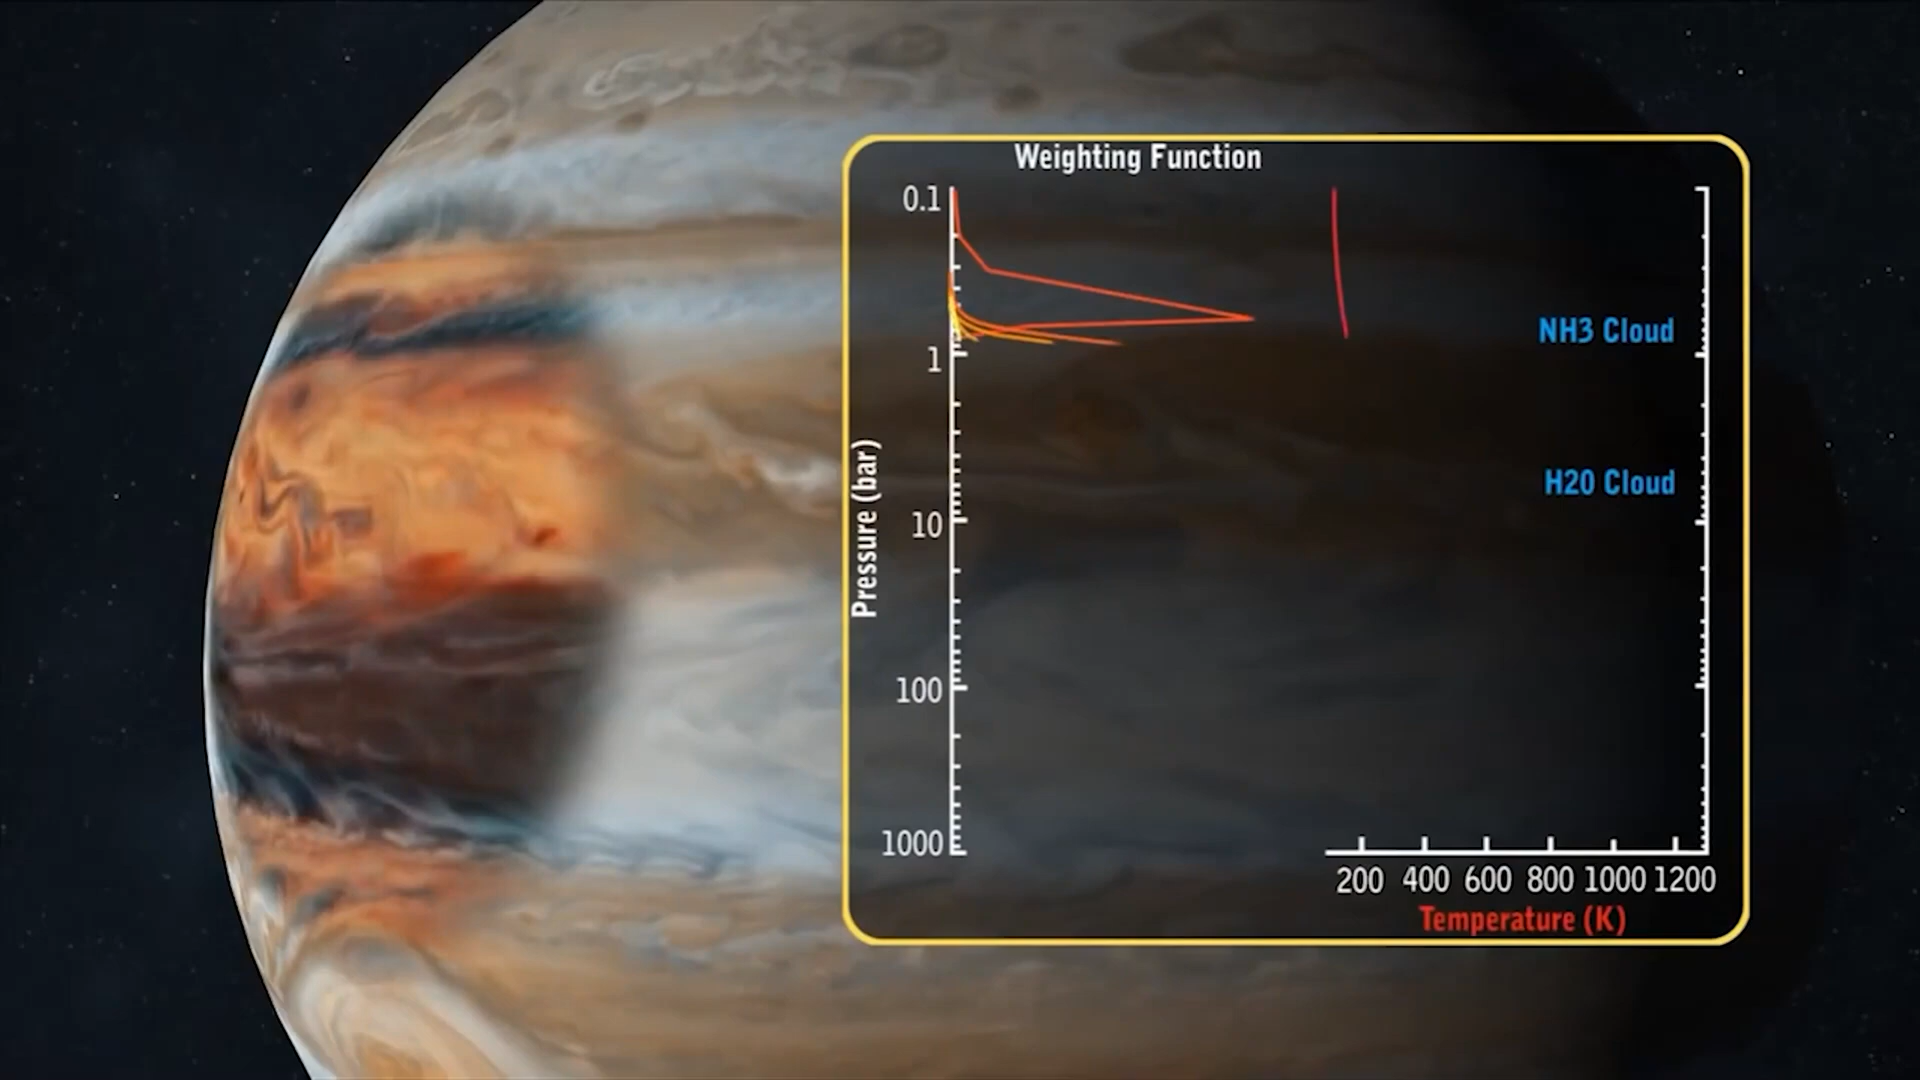 Weighting Function
0.1
1
10
100
1000
Pressure (bar)
NH3 Cloud
H20 Cloud
200 400 600 800 1000 1200
Temperature (K)